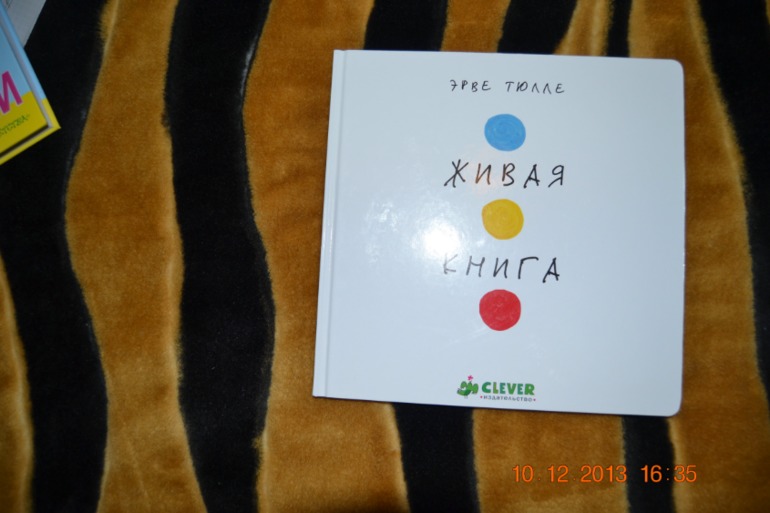 И
ЭРВЕ ТЮЛЛЕ
ЖИВАЯ
КНИГА
CLEVER
•ИЗДАТЕЛЬСТВО•
10-12-2013 16:35